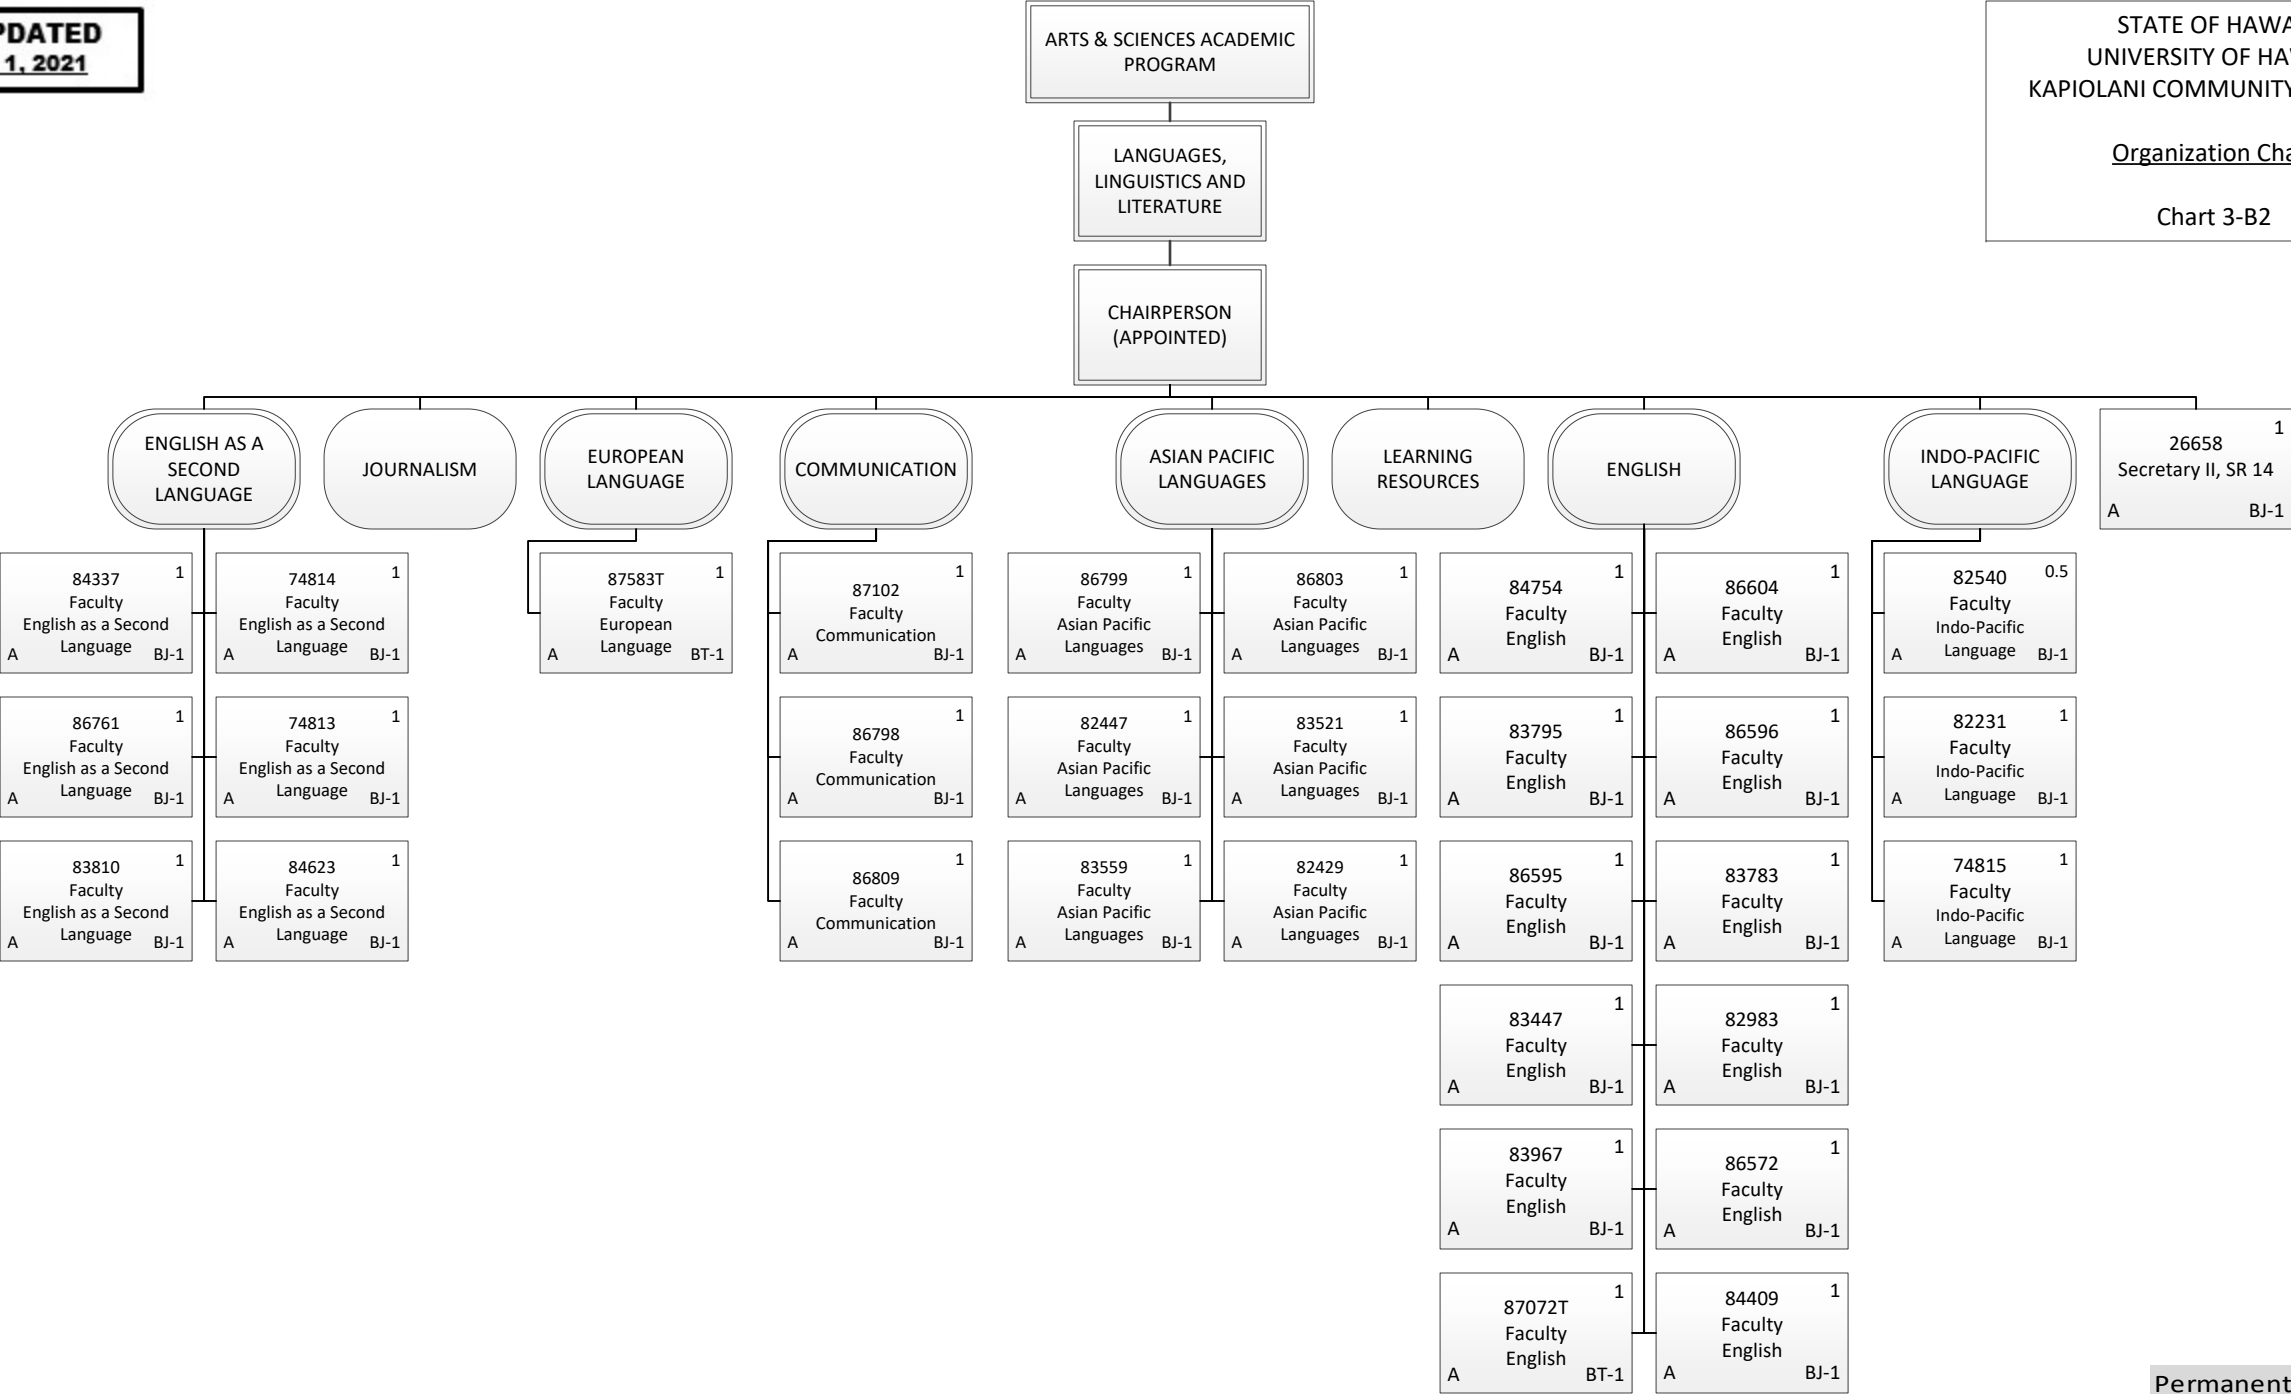 1, 2021
ARTS & SCIENCES ACADEMIC
PROGRAM
STATE OF
UNIVERSITY OF
KAPIOLANI COMMUNITY
Organization
Chart 3-B2
LANGUAGES,
LINGUISTICS AND
LITERATURE
CHAIRPERSON
(APPOINTED)
ENGLISH AS A
SECOND
LANGUAGE
JOURNALISM
EUROPEAN
LANGUAGE
COMMUNICATION
ASIAN PACIFIC
LANGUAGES
LEARNING
RESOURCES
ENGLISH
INDO-PACIFIC
LANGUAGE
1
26658
Secretary II, SR 14
A BJ-1
84337 1
Faculty
English as a Second
Language
A BJ-1
74814 1
Faculty
English as a Second
Language
A BJ-1
86761 1
Faculty
English as a Second
Language
A BJ-1
74813 1
Faculty
English as a Second
Language
A BJ-1
83810 1
Faculty
English as a Second
Language
A BJ-1
84623 1
Faculty
English as a Second
Language
A BJ-1
87583T 1
Faculty
European
Language
A BT-1
87102 1
Faculty
Communication
A BJ-1
86798 1
Faculty
Communication
A BJ-1
86809 1
Faculty
Communication
A BJ-1
86799 1
Faculty
Asian Pacific
Languages
A BJ-1
86803 1
Faculty
Asian Pacific
Languages
A BJ-1
82447 1
Faculty
Asian Pacific
Languages
A BJ-1
83521 1
Faculty
Asian Pacific
Languages
A BJ-1
83559 1
Faculty
Asian Pacific
Languages
A BJ-1
82429 1
Faculty
Asian Pacific
Languages
A BJ-1
84754 1
Faculty
English
A BJ-1
86604 1
Faculty
English
A BJ-1
83795 1
Faculty
English
A BJ-1
86596 1
Faculty
English
A BJ-1
86595 1
Faculty
English
A BJ-1
83783 1
Faculty
English
A BJ-1
83447 1
Faculty
English
A BJ-1
82983 1
Faculty
English
A BJ-1
83967 1
Faculty
English
A BJ-1
86572 1
Faculty
English
A BJ-1
87072T 1
Faculty
English
A BT-1
84409 1
Faculty
English
A BJ-1
82540 0.5
Faculty
Indo-Pacific
Language
A BJ-1
82231 1
Faculty
Indo-Pacific
Language
A BJ-1
74815 1
Faculty
Indo-Pacific
Language
A BJ-1
Permanent